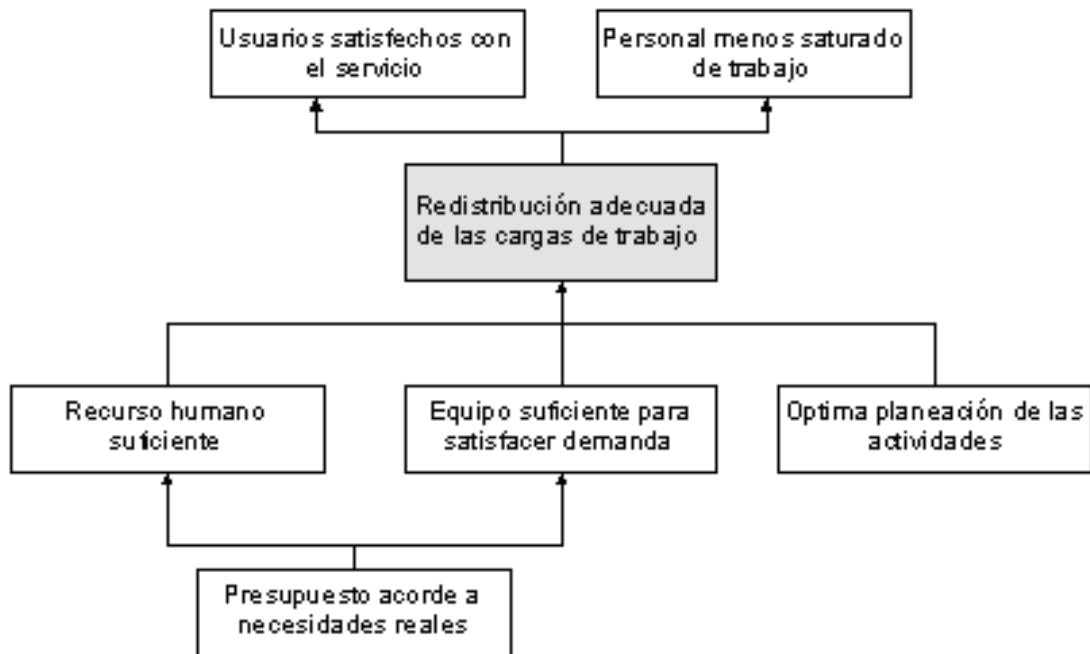 Usuarios satisfechos con
el servicio
Personal menos saturado
de trabajo
Redistribución adecuada
de las cargas de trabajo
Recurso humano
suficiente
Equipo suficiente para
satisfacer demanda
Optima planeación de las
actividades
Presupuesto acorde a
necesidades reales